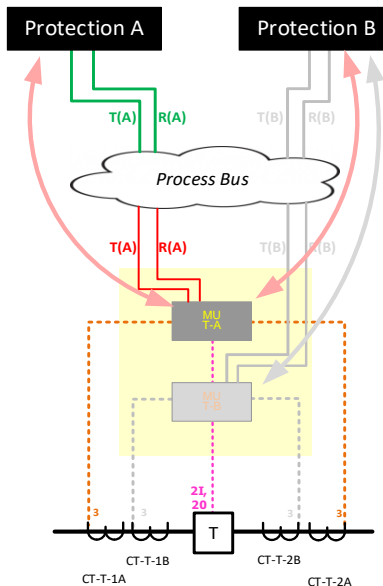 Protection A
Protection B
T(A)
R(A)
T(B)
R(B)
Process Bus
T(A)
R(A)
T(B)
R(B)
MU
T-A
MU
T-B
2I,
20
3
3
3
3
T
CT-T-1B
CT-T-2B
CT-T-1A
CT-T-2A